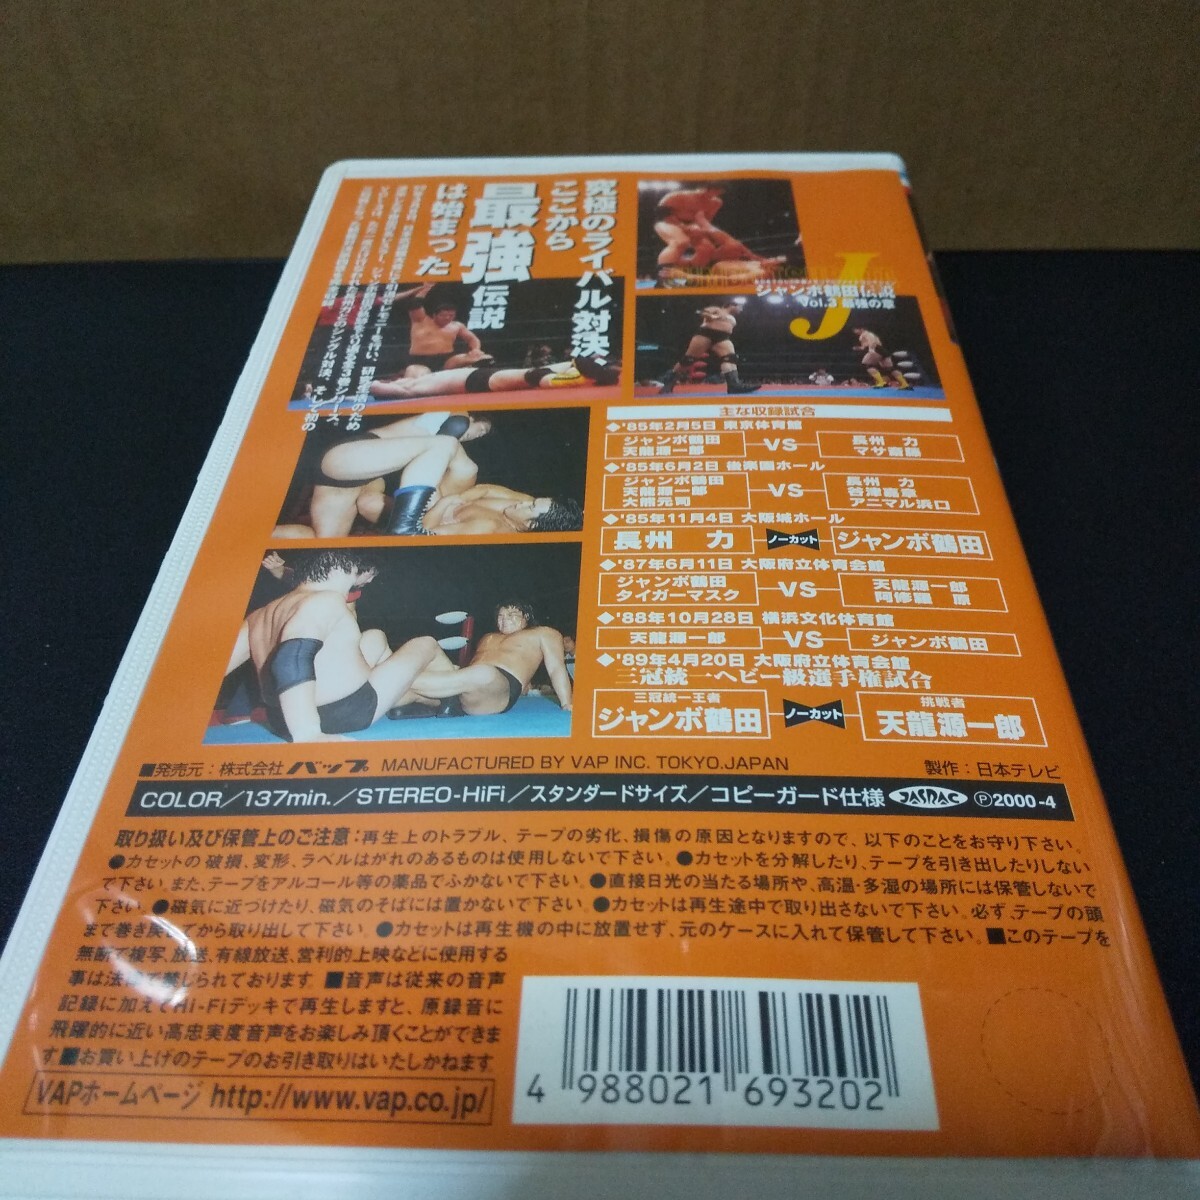 究極のライバル対決、
ここから
最強伝説
は始まった
J
ジャンボ鶴田伝説
Vol.3 最強の章
主な収録試合
◆'85年2月5日 東京体育館
ジャンボ鶴田
天龍源一郎
VS
長州 力
マサ斎藤
◆'85年6月2日 後楽園ホール
ジャンボ鶴田
天龍源一郎
大熊元司
VS
長州 力
谷津嘉章
アニマル浜口
◆'85年11月4日 大阪城ホール
長州 力
ノーカット
ジャンボ鶴田
◆'87年6月11日 大阪府立体育会館
ジャンボ鶴田
タイガーマスク
VS
天龍源一郎
阿修羅 原
◆'88年10月28日 横浜文化体育館
天龍源一郎
VS
ジャンボ鶴田
◆'89年4月20日 大阪府立体育会館
三冠統一ヘビー級選手権試合
三冠統一王者
ジャンボ鶴田
ノーカット
挑戦者
天龍源一郎
■発売元：株式会社バップ MANUFACTURED BY VAP INC. TOKYO.JAPAN
製作：日本テレビ
COLOR／137min.／STEREO-HiFi／スタンダードサイズ／コピーガード仕様 JASRAC Ⓟ2000-4
取り扱い及び保管上のご注意：再生上のトラブル、テープの劣化、損傷の原因となりますので、以下のことをお守り下さい。
●カセットの破損、変形、ラベルはがれのあるものは使用しないで下さい。●カセットを分解したり、テープを引き出したりしない
で下さい。また、テープをアルコール等の薬品でふかないで下さい。●直接日光の当たる場所や、高温・多湿の場所には保管しないで
下さい。●磁気に近づけたり、磁気のそばには置かないで下さい。●カセットは再生途中で取り出さないで下さい。必ず、テープの頭
まで巻き戻してから取り出して下さい。●カセットは再生機の中に放置せず、元のケースに入れて保管して下さい。■このテープを
無断で複写、放送、有線放送、営利的上映などに使用する
事は法律で禁じられております。■音声は従来の音声
記録に加えてHi-Fiデッキで再生しますと、原録音に
飛躍的に近い高忠実度音声をお楽しみ頂くことができま
す■お買い上げのテープのお引き取りはいたしかねます
VAPホームページ http://www.vap.co.jp/
4 988021 693202